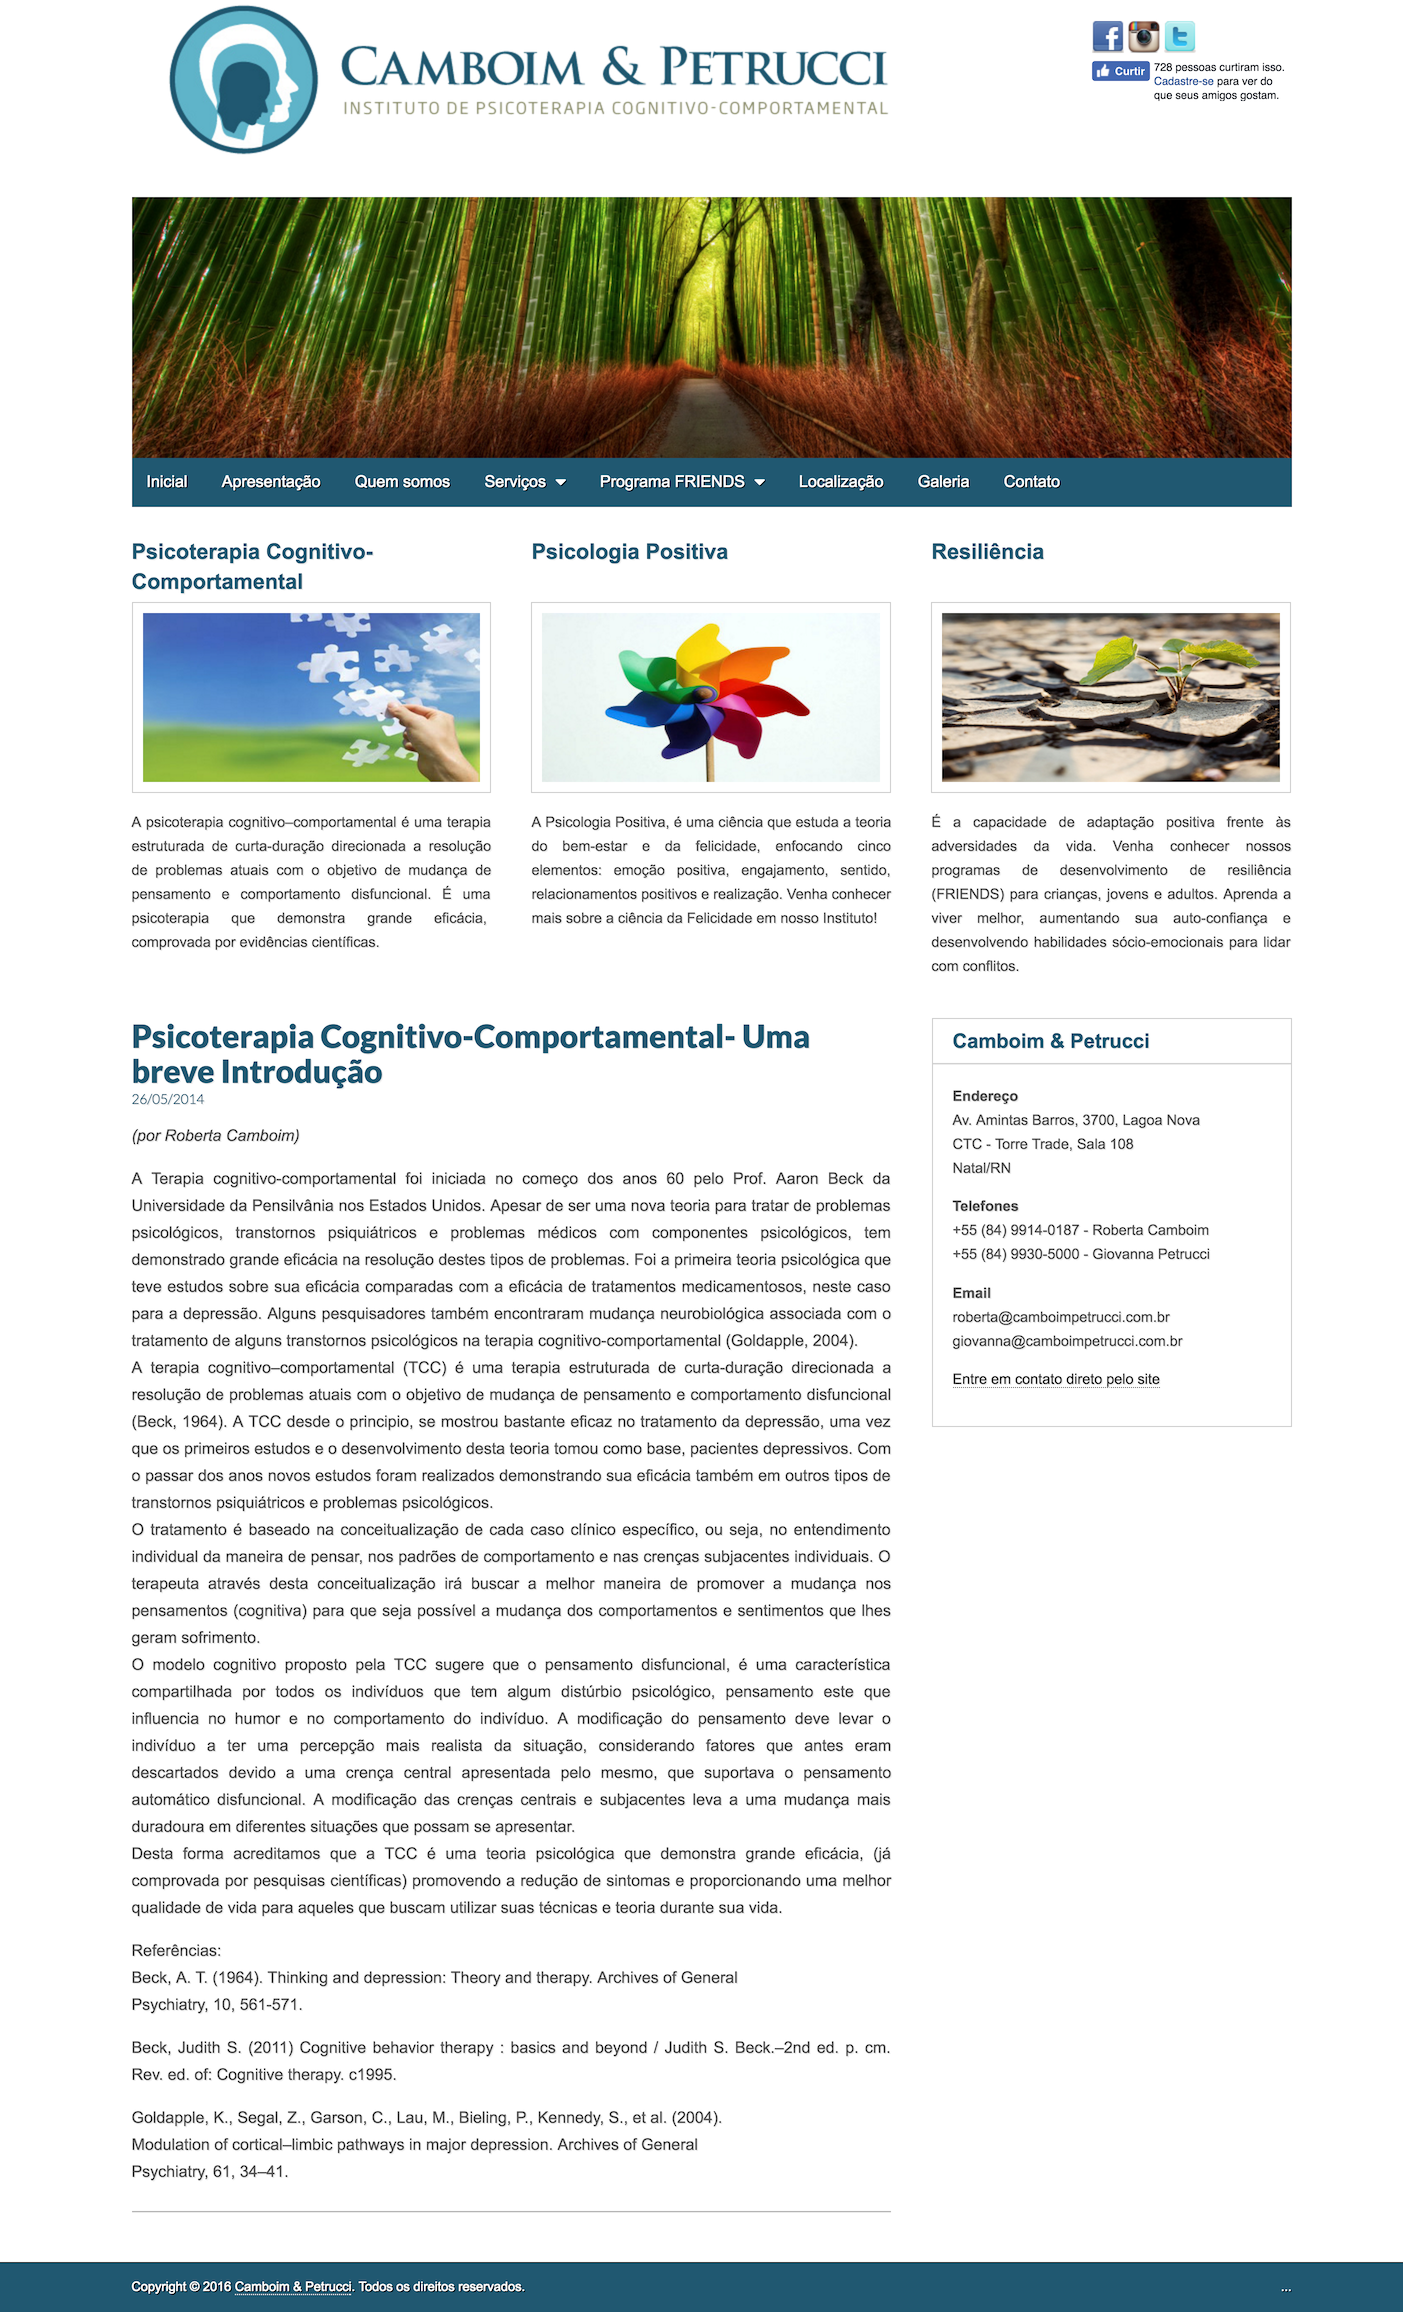 CAMBOIM & PETRUCCI
INSTITUTO DE PSICOTERAPIA COGNITIVO-COMPORTAMENTAL
Curtir
728 pessoas curtiram isso.
Cadastre-se para ver do
que seus amigos gostam.
Inicial Apresentação Quem somos Serviços Programa FRIENDS Localização Galeria Contato
Psicoterapia Cognitivo-
Comportamental
A psicoterapia cognitivo–comportamental é uma terapia
estruturada de curta-duração direcionada a resolução
de problemas atuais com o objetivo de mudança de
pensamento e comportamento disfuncional. É uma
psicoterapia que demonstra grande eficácia,
comprovada por evidências científicas.
Psicologia Positiva
A Psicologia Positiva, é uma ciência que estuda a teoria
do bem-estar e da felicidade, enfocando cinco
elementos: emoção positiva, engajamento, sentido,
relacionamentos positivos e realização. Venha conhecer
mais sobre a ciência da Felicidade em nosso Instituto!
Resiliência
É a capacidade de adaptação positiva frente às
adversidades da vida. Venha conhecer nossos
programas de desenvolvimento de resiliência
(FRIENDS) para crianças, jovens e adultos. Aprenda a
viver melhor, aumentando sua auto-confiança e
desenvolvendo habilidades sócio-emocionais para lidar
com conflitos.
Psicoterapia Cognitivo-Comportamental- Uma
breve Introdução
26/05/2014
(por Roberta Camboim)
A Terapia cognitivo-comportamental foi iniciada no começo dos anos 60 pelo Prof. Aaron Beck da
Universidade da Pensilvânia nos Estados Unidos. Apesar de ser uma nova teoria para tratar de problemas
psicológicos, transtornos psiquiátricos e problemas médicos com componentes psicológicos, tem
demonstrado grande eficácia na resolução destes tipos de problemas. Foi a primeira teoria psicológica que
teve estudos sobre sua eficácia comparadas com a eficácia de tratamentos medicamentosos, neste caso
para a depressão. Alguns pesquisadores também encontraram mudança neurobiológica associada com o
tratamento de alguns transtornos psicológicos na terapia cognitivo-comportamental (Goldapple, 2004).
A terapia cognitivo–comportamental (TCC) é uma terapia estruturada de curta-duração direcionada a
resolução de problemas atuais com o objetivo de mudança de pensamento e comportamento disfuncional
(Beck, 1964). A TCC desde o principio, se mostrou bastante eficaz no tratamento da depressão, uma vez
que os primeiros estudos e o desenvolvimento desta teoria tomou como base, pacientes depressivos. Com
o passar dos anos novos estudos foram realizados demonstrando sua eficácia também em outros tipos de
transtornos psiquiátricos e problemas psicológicos.
O tratamento é baseado na conceitualização de cada caso clínico específico, ou seja, no entendimento
individual da maneira de pensar, nos padrões de comportamento e nas crenças subjacentes individuais. O
terapeuta através desta conceitualização irá buscar a melhor maneira de promover a mudança nos
pensamentos (cognitiva) para que seja possível a mudança dos comportamentos e sentimentos que lhes
geram sofrimento.
O modelo cognitivo proposto pela TCC sugere que o pensamento disfuncional, é uma característica
compartilhada por todos os indivíduos que tem algum distúrbio psicológico, pensamento este que
influencia no humor e no comportamento do indivíduo. A modificação do pensamento deve levar o
indivíduo a ter uma percepção mais realista da situação, considerando fatores que antes eram
descartados devido a uma crença central apresentada pelo mesmo, que suportava o pensamento
automático disfuncional. A modificação das crenças centrais e subjacentes leva a uma mudança mais
duradoura em diferentes situações que possam se apresentar.
Desta forma acreditamos que a TCC é uma teoria psicológica que demonstra grande eficácia, (já
comprovada por pesquisas científicas) promovendo a redução de sintomas e proporcionando uma melhor
qualidade de vida para aqueles que buscam utilizar suas técnicas e teoria durante sua vida.
Referências:
Beck, A. T. (1964). Thinking and depression: Theory and therapy. Archives of General
Psychiatry, 10, 561-571.
Beck, Judith S. (2011) Cognitive behavior therapy : basics and beyond / Judith S. Beck.–2nd ed. p. cm.
Rev. ed. of: Cognitive therapy. c1995.
Goldapple, K., Segal, Z., Garson, C., Lau, M., Bieling, P., Kennedy, S., et al. (2004).
Modulation of cortical–limbic pathways in major depression. Archives of General
Psychiatry, 61, 34–41.
Camboim & Petrucci
Endereço
Av. Amintas Barros, 3700, Lagoa Nova
CTC - Torre Trade, Sala 108
Natal/RN
Telefones
+55 (84) 9914-0187 - Roberta Camboim
+55 (84) 9930-5000 - Giovanna Petrucci
Email
roberta@camboimpetrucci.com.br
giovanna@camboimpetrucci.com.br
Entre em contato direto pelo site
Copyright © 2016 Camboim & Petrucci. Todos os direitos reservados.
...